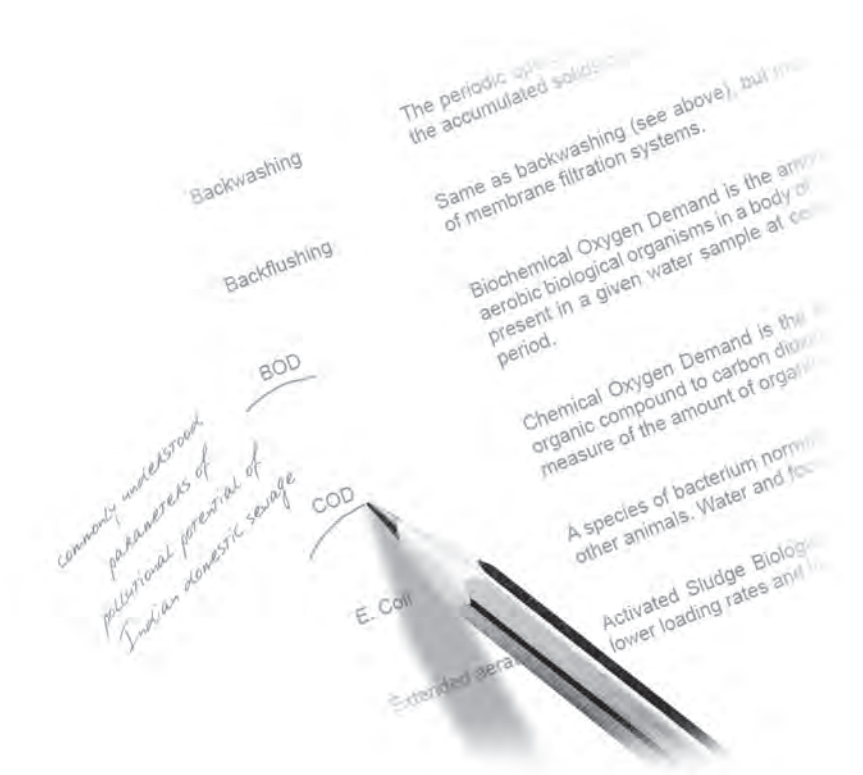 Backwashing
The periodic
the accumulated solids
Backflushing
Same as backwashing (see above), but
of membrane filtration systems.
BOD
Biochemical Oxygen Demand is the
aerobic biological organisms in a body of
present in a given water sample at
period.
COD
Chemical Oxygen Demand is the
organic compound to carbon
measure of the amount of
E. Coli
A species of bacterium
other animals. Water and
Extended
Activated Sludge
lower loading rates and
commonly understood
parameters of
pollutional potential of
Indian domestic sewage